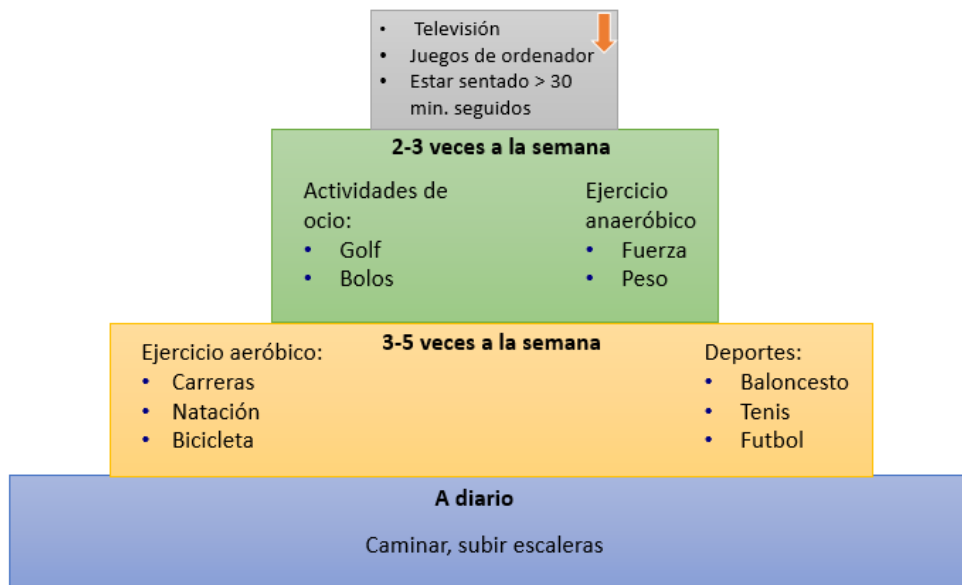 • Televisión
• Juegos de ordenador
• Estar sentado > 30
min. seguidos
2-3 veces a la semana
Actividades de
ocio:
• Golf
• Bolos
Ejercicio
anaeróbico
• Fuerza
• Peso
3-5 veces a la semana
Ejercicio aeróbico:
• Carreras
• Natación
• Bicicleta
Deportes:
• Baloncesto
• Tenis
• Futbol
A diario
Caminar, subir escaleras